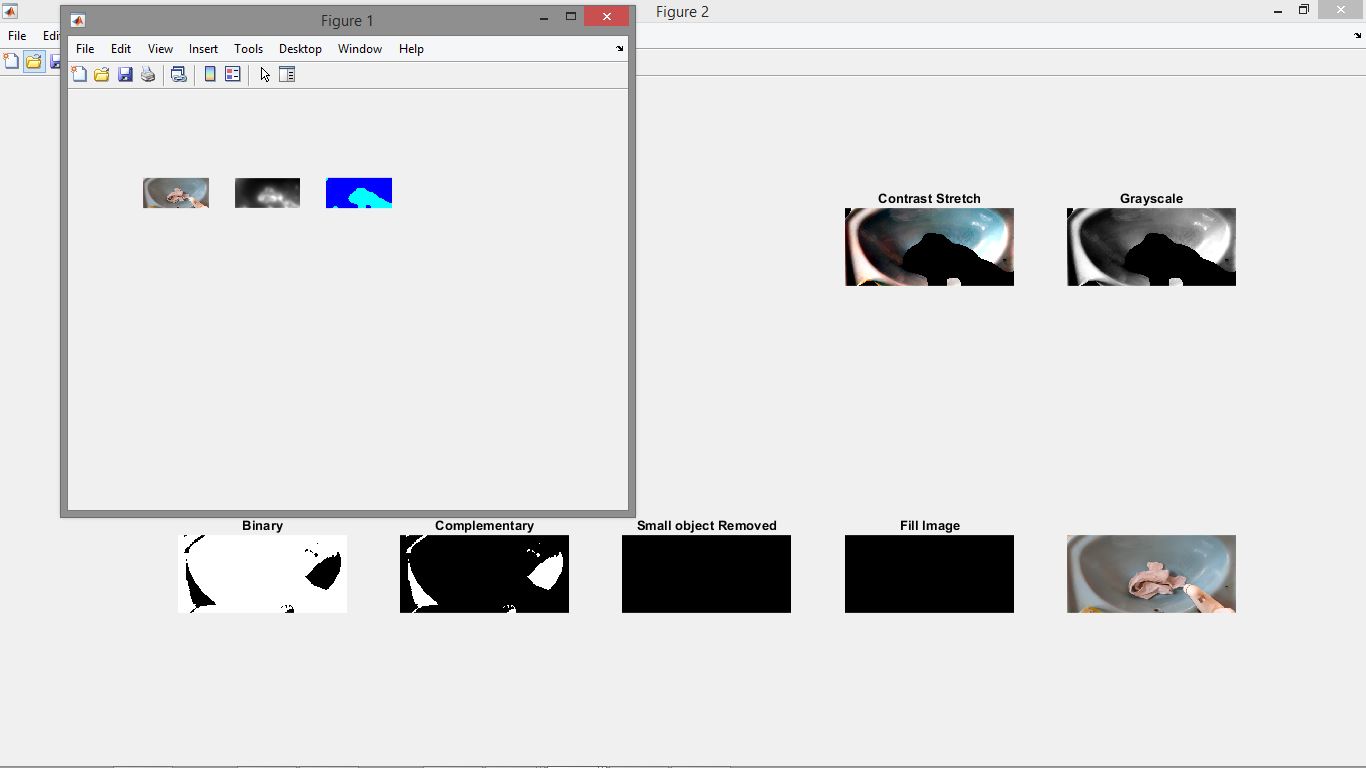 Figure 1
Figure 2
File Edit View Insert Tools Desktop Window Help
File
Contrast Stretch
Grayscale
Binary
Complementary
Small object Removed
Fill Image